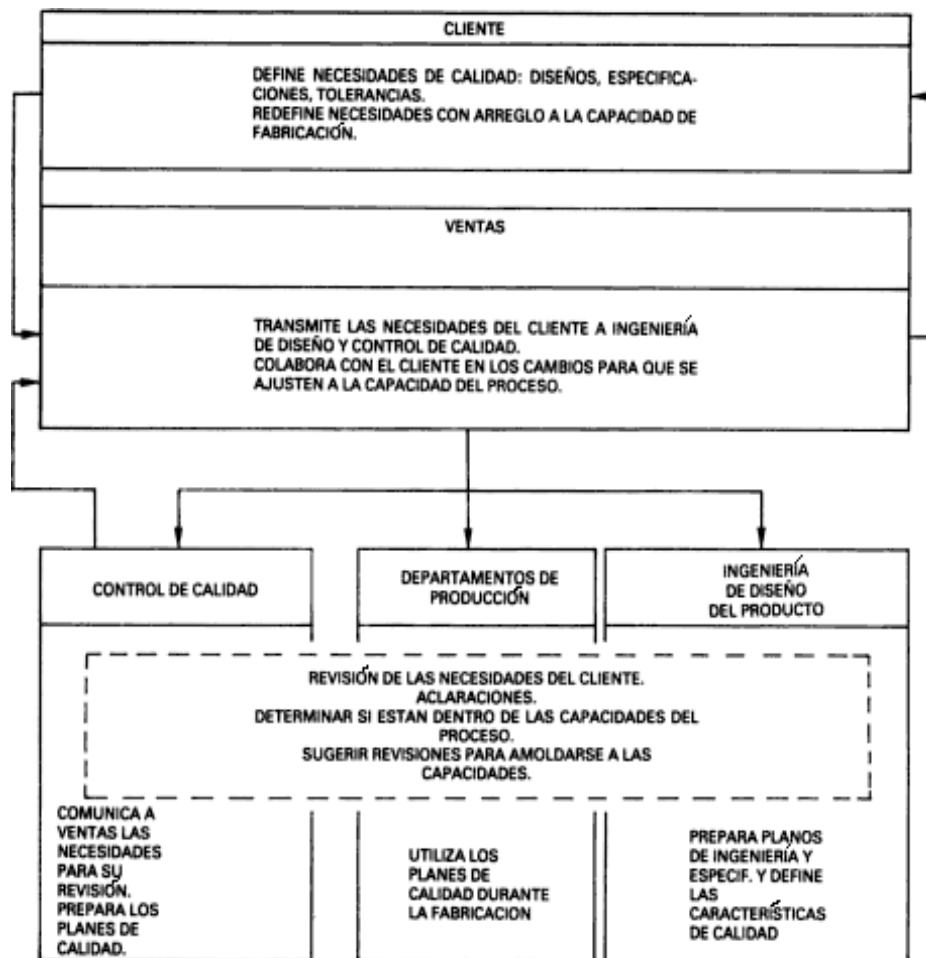 CLIENTE
DEFINE NECESIDADES DE CALIDAD: DISEÑOS, ESPECIFICA-
CIONES, TOLERANCIAS.
REDEFINE NECESIDADES CON ARREGLO A LA CAPACIDAD DE
FABRICACIÓN.
VENTAS
TRANSMITE LAS NECESIDADES DEL CLIENTE A INGENIERÍA
DE DISEÑO Y CONTROL DE CALIDAD.
COLABORA CON EL CLIENTE EN LOS CAMBIOS PARA QUE SE
AJUSTEN A LA CAPACIDAD DEL PROCESO.
CONTROL DE CALIDAD
DEPARTAMENTOS DE
PRODUCCIÓN
INGENIERÍA
DE DISEÑO
DEL PRODUCTO
REVISIÓN DE LAS NECESIDADES DEL CLIENTE.
ACLARACIONES.
DETERMINAR SI ESTAN DENTRO DE LAS CAPACIDADES DEL
PROCESO.
SUGERIR REVISIONES PARA AMOLDARSE A LAS
CAPACIDADES.
COMUNICA A
VENTAS LAS
NECESIDADES
PARA SU
REVISIÓN.
PREPARA LOS
PLANES DE
CALIDAD.
UTILIZA LOS
PLANES DE
CALIDAD DURANTE
LA FABRICACION
PREPARA PLANOS
DE INGENIERÍA Y
ESPECIF. Y DEFINE
LAS
CARACTERÍSTICAS
DE CALIDAD